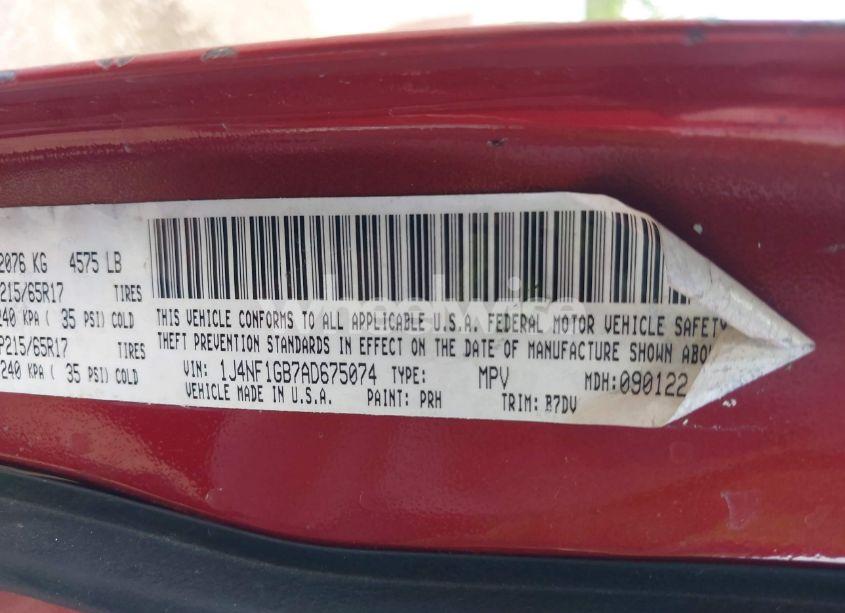 2076 KG 4575 LB
P215/65R17 TIRES
240 KPA ( 35 PSI) COLD
P215/65R17 TIRES
240 KPA ( 35 PSI) COLD
THIS VEHICLE CONFORMS TO ALL APPLICABLE U.S.A. FEDERAL MOTOR VEHICLE SAFETY
THEFT PREVENTION STANDARDS IN EFFECT ON THE DATE OF MANUFACTURE SHOWN ABO
VIN: 1J4NF1GB7AD675074 TYPE: MPV MDH: 090122
VEHICLE MADE IN U.S.A. PAINT: PRH TRIM: B7DV
Wheelwise